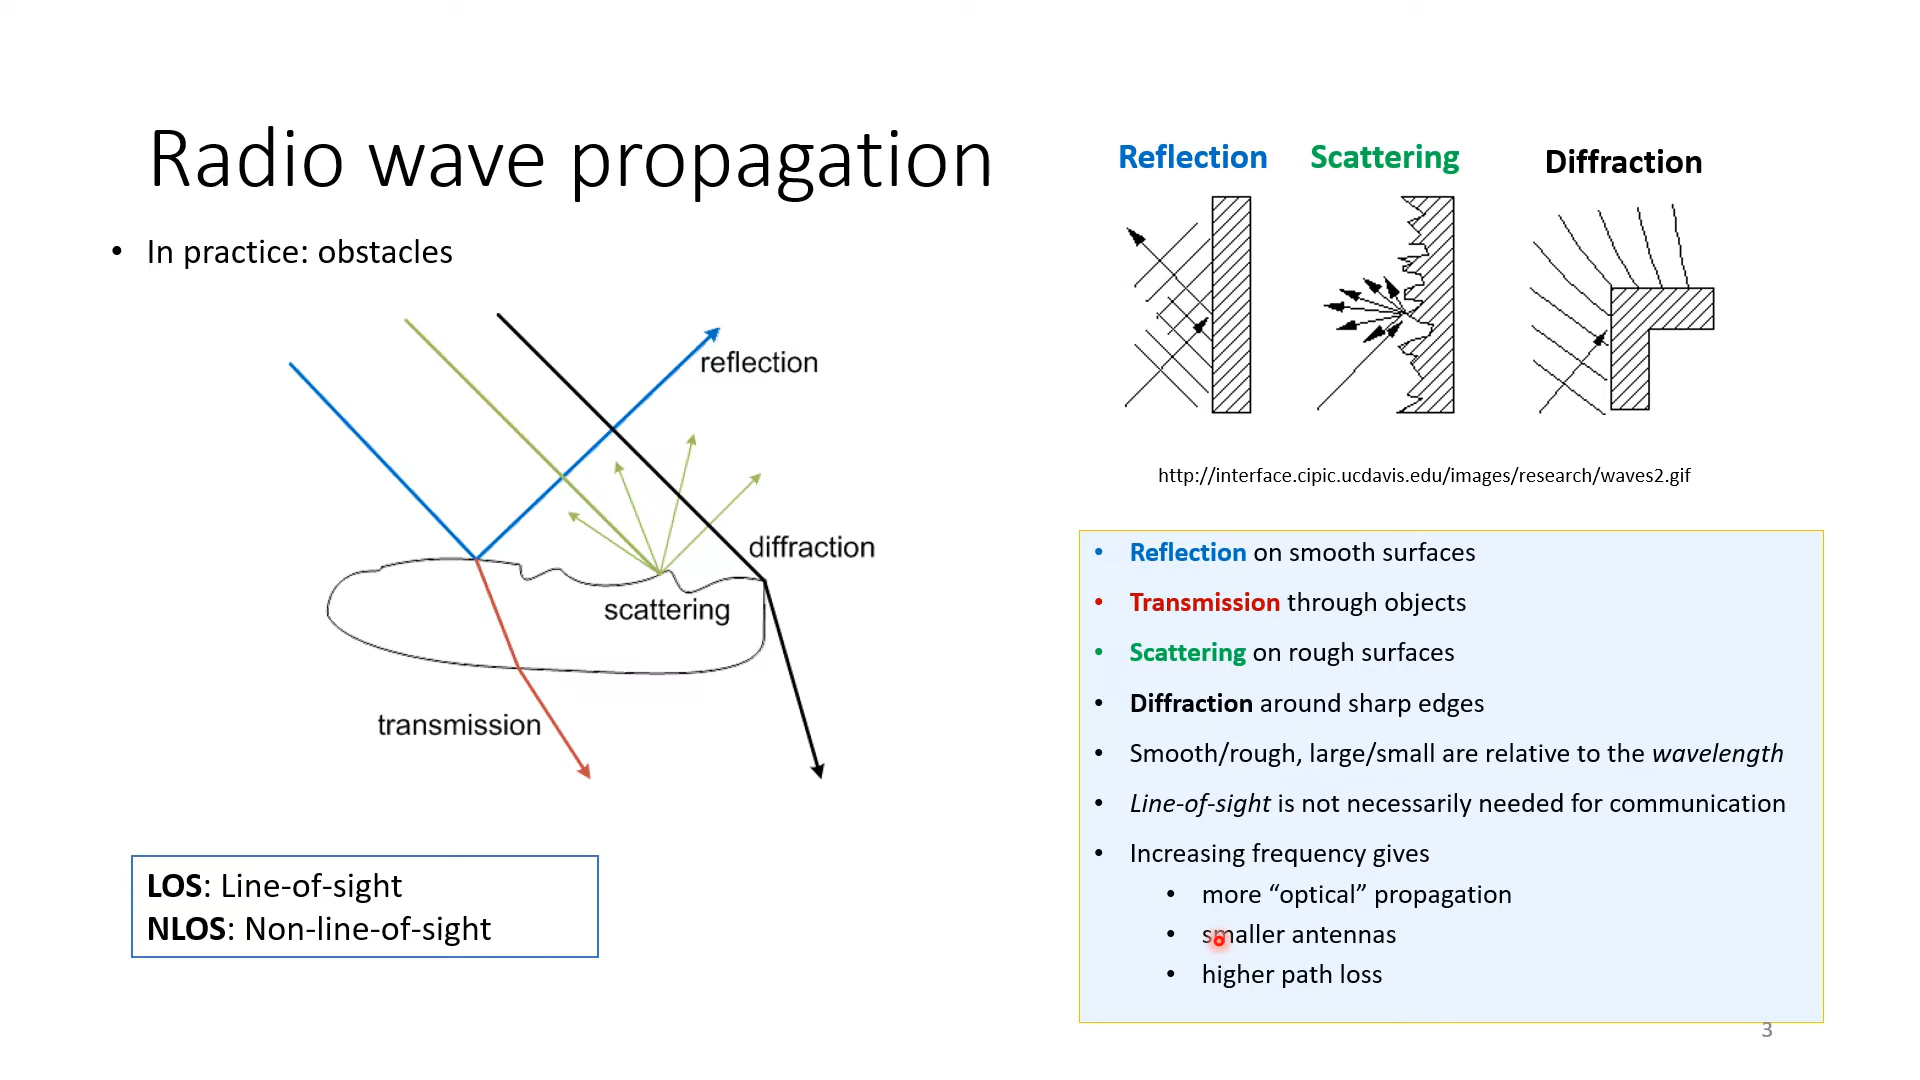 Radio wave propagation
• In practice: obstacles
reflection
diffraction
scattering
transmission
LOS: Line-of-sight
NLOS: Non-line-of-sight
Reflection Scattering Diffraction
http://interface.cipic.ucdavis.edu/images/research/waves2.gif
• Reflection on smooth surfaces
• Transmission through objects
• Scattering on rough surfaces
• Diffraction around sharp edges
• Smooth/rough, large/small are relative to the wavelength
• Line-of-sight is not necessarily needed for communication
• Increasing frequency gives
• more “optical” propagation
• smaller antennas
• higher path loss
3